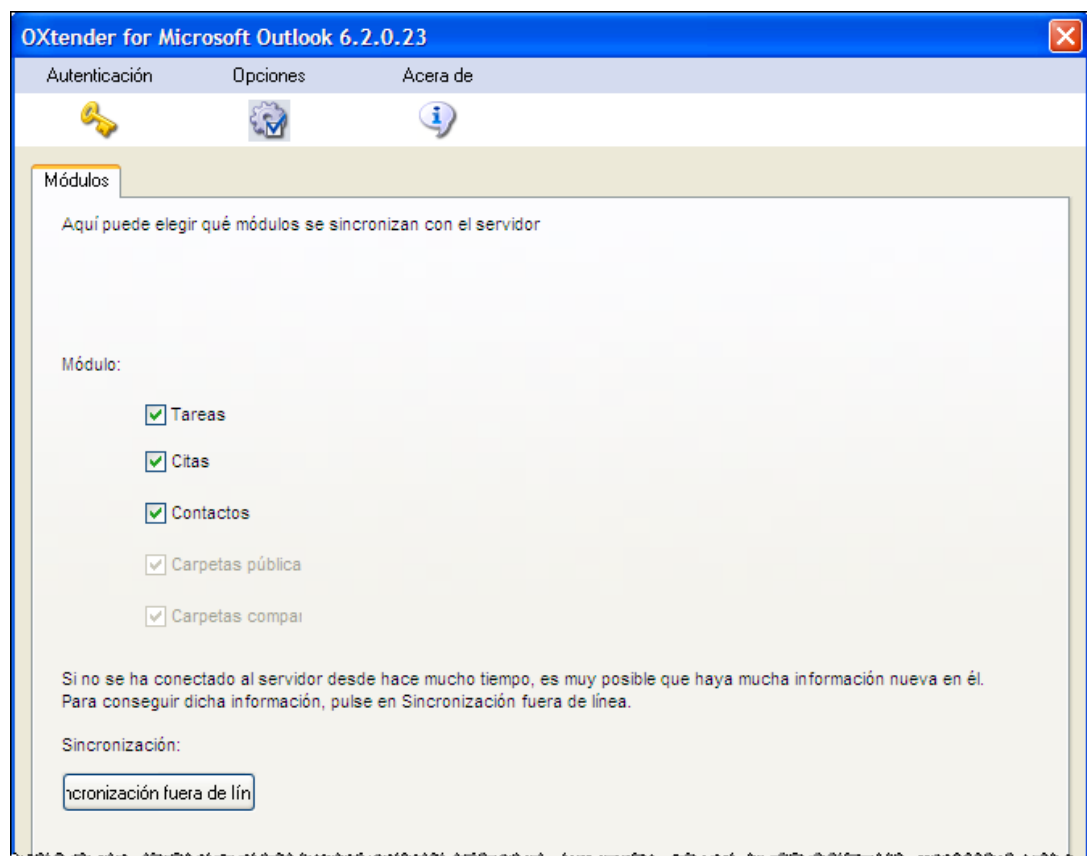 OXtender for Microsoft Outlook 6.2.0.23
Autenticación Opciones Acera de
Módulos
Aquí puede elegir qué módulos se sincronizan con el servidor
Módulo:
Tareas
Citas
Contactos
Carpetas pública
Carpetas compar
Si no se ha conectado al servidor desde hace mucho tiempo, es muy posible que haya mucha información nueva en él.
Para conseguir dicha información, pulse en Sincronización fuera de línea.
Sincronización:
ncronización fuera de lín